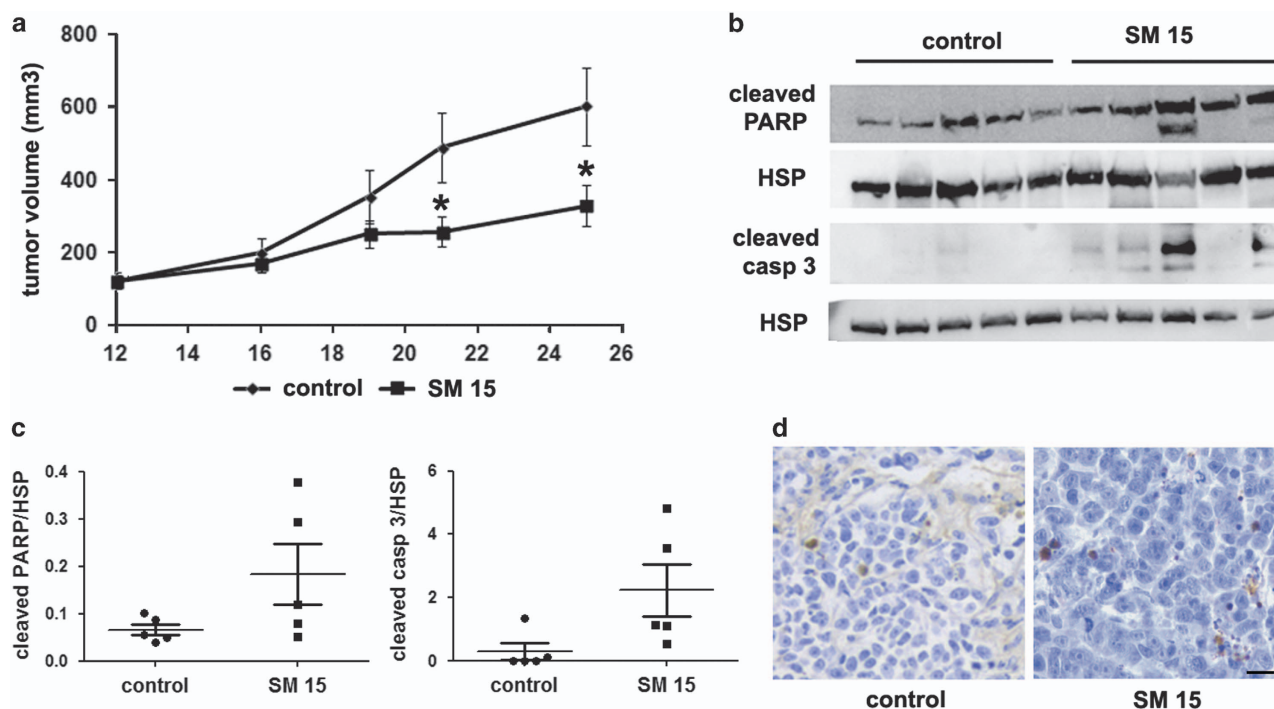 a
800
600
400
200
0
tumor volume (mm3)
*
*
12 14 16 18 20 22 24 26
control SM 15
b
control SM 15
cleaved
PARP
HSP
cleaved
casp 3
HSP
c
cleaved PARP/HSP
0.4
0.3
0.2
0.1
0.0
control SM 15
cleaved casp 3/HSP
6
4
2
0
control SM 15
d
control SM 15